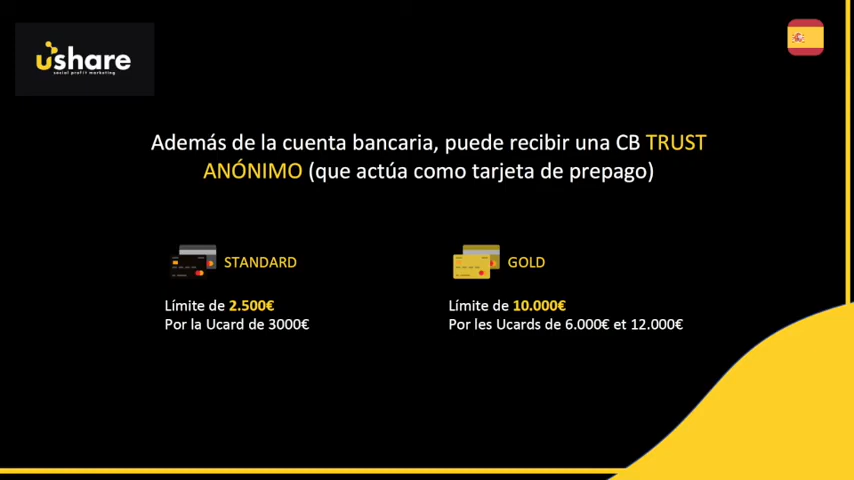 ushare
social profit marketing
Además de la cuenta bancaria, puede recibir una CB TRUST
ANÓNIMO (que actúa como tarjeta de prepago)
STANDARD
GOLD
Límite de 2.500€
Por la Ucard de 3000€
Límite de 10.000€
Por les Ucards de 6.000€ et 12.000€